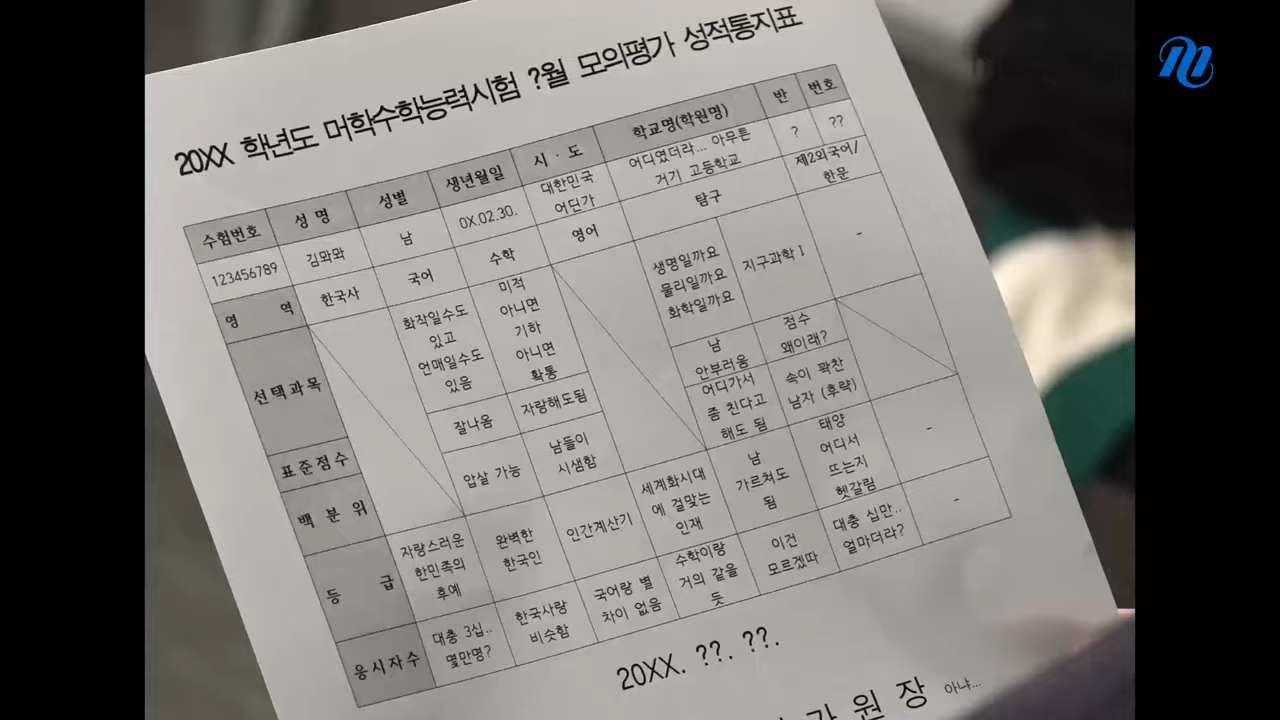 20XX 학년도 머학수학능력시험 ?월 모의평가 성적통지표
수험번호 성 명 성별 생년월일 시 · 도 학교명(학원명) 반 번호
123456789 김뫄뫄 남 0X.02.30. 대한민국 어딘가 어디였더라... 아무튼 거기 고등학교 ? ??
영 역 한국사 국어 수학 영어 탐구 제2외국어/한문
선택과목
화작일수도
있고
언매일수도
있음
미적
아니면
기하
아니면
확통
생명일까요
물리일까요
화학일까요
지구과학 I
-
표준점수
잘나옴
자랑해도됨
남
안부러움
점수
왜이래?
백 분 위
압살 가능
남들이
시샘함
어디가서
좀 친다고
해도 됨
속이 꽉찬
남자 (후략)
등 급
자랑스러운
한민족의
후예
완벽한
한국인
인간계산기
세계화시대
에 걸맞는
인재
남
가르쳐도
됨
태양
어디서
뜨는지
헷갈림
-
응시자수
대충 3십..
몇만명?
한국사랑
비슷함
국어랑 별
차이 없음
수학이랑
거의 같을
듯
이건
모르겠따
대충 십만..
얼마더라?
-
20XX. ??. ??.
가 원 장 아냐...